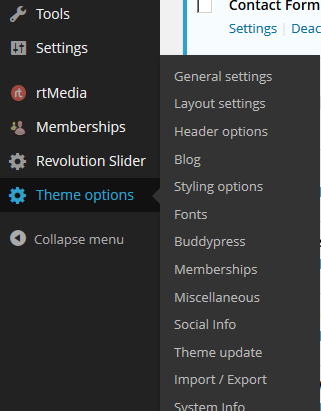 Tools
Settings
rtMedia
Memberships
Revolution Slider
Theme options
Collapse menu
Contact Form
Settings | Deac
General settings
Layout settings
Header options
Blog
Styling options
Fonts
Buddypress
Memberships
Miscellaneous
Social Info
Theme update
Import / Export
System Info